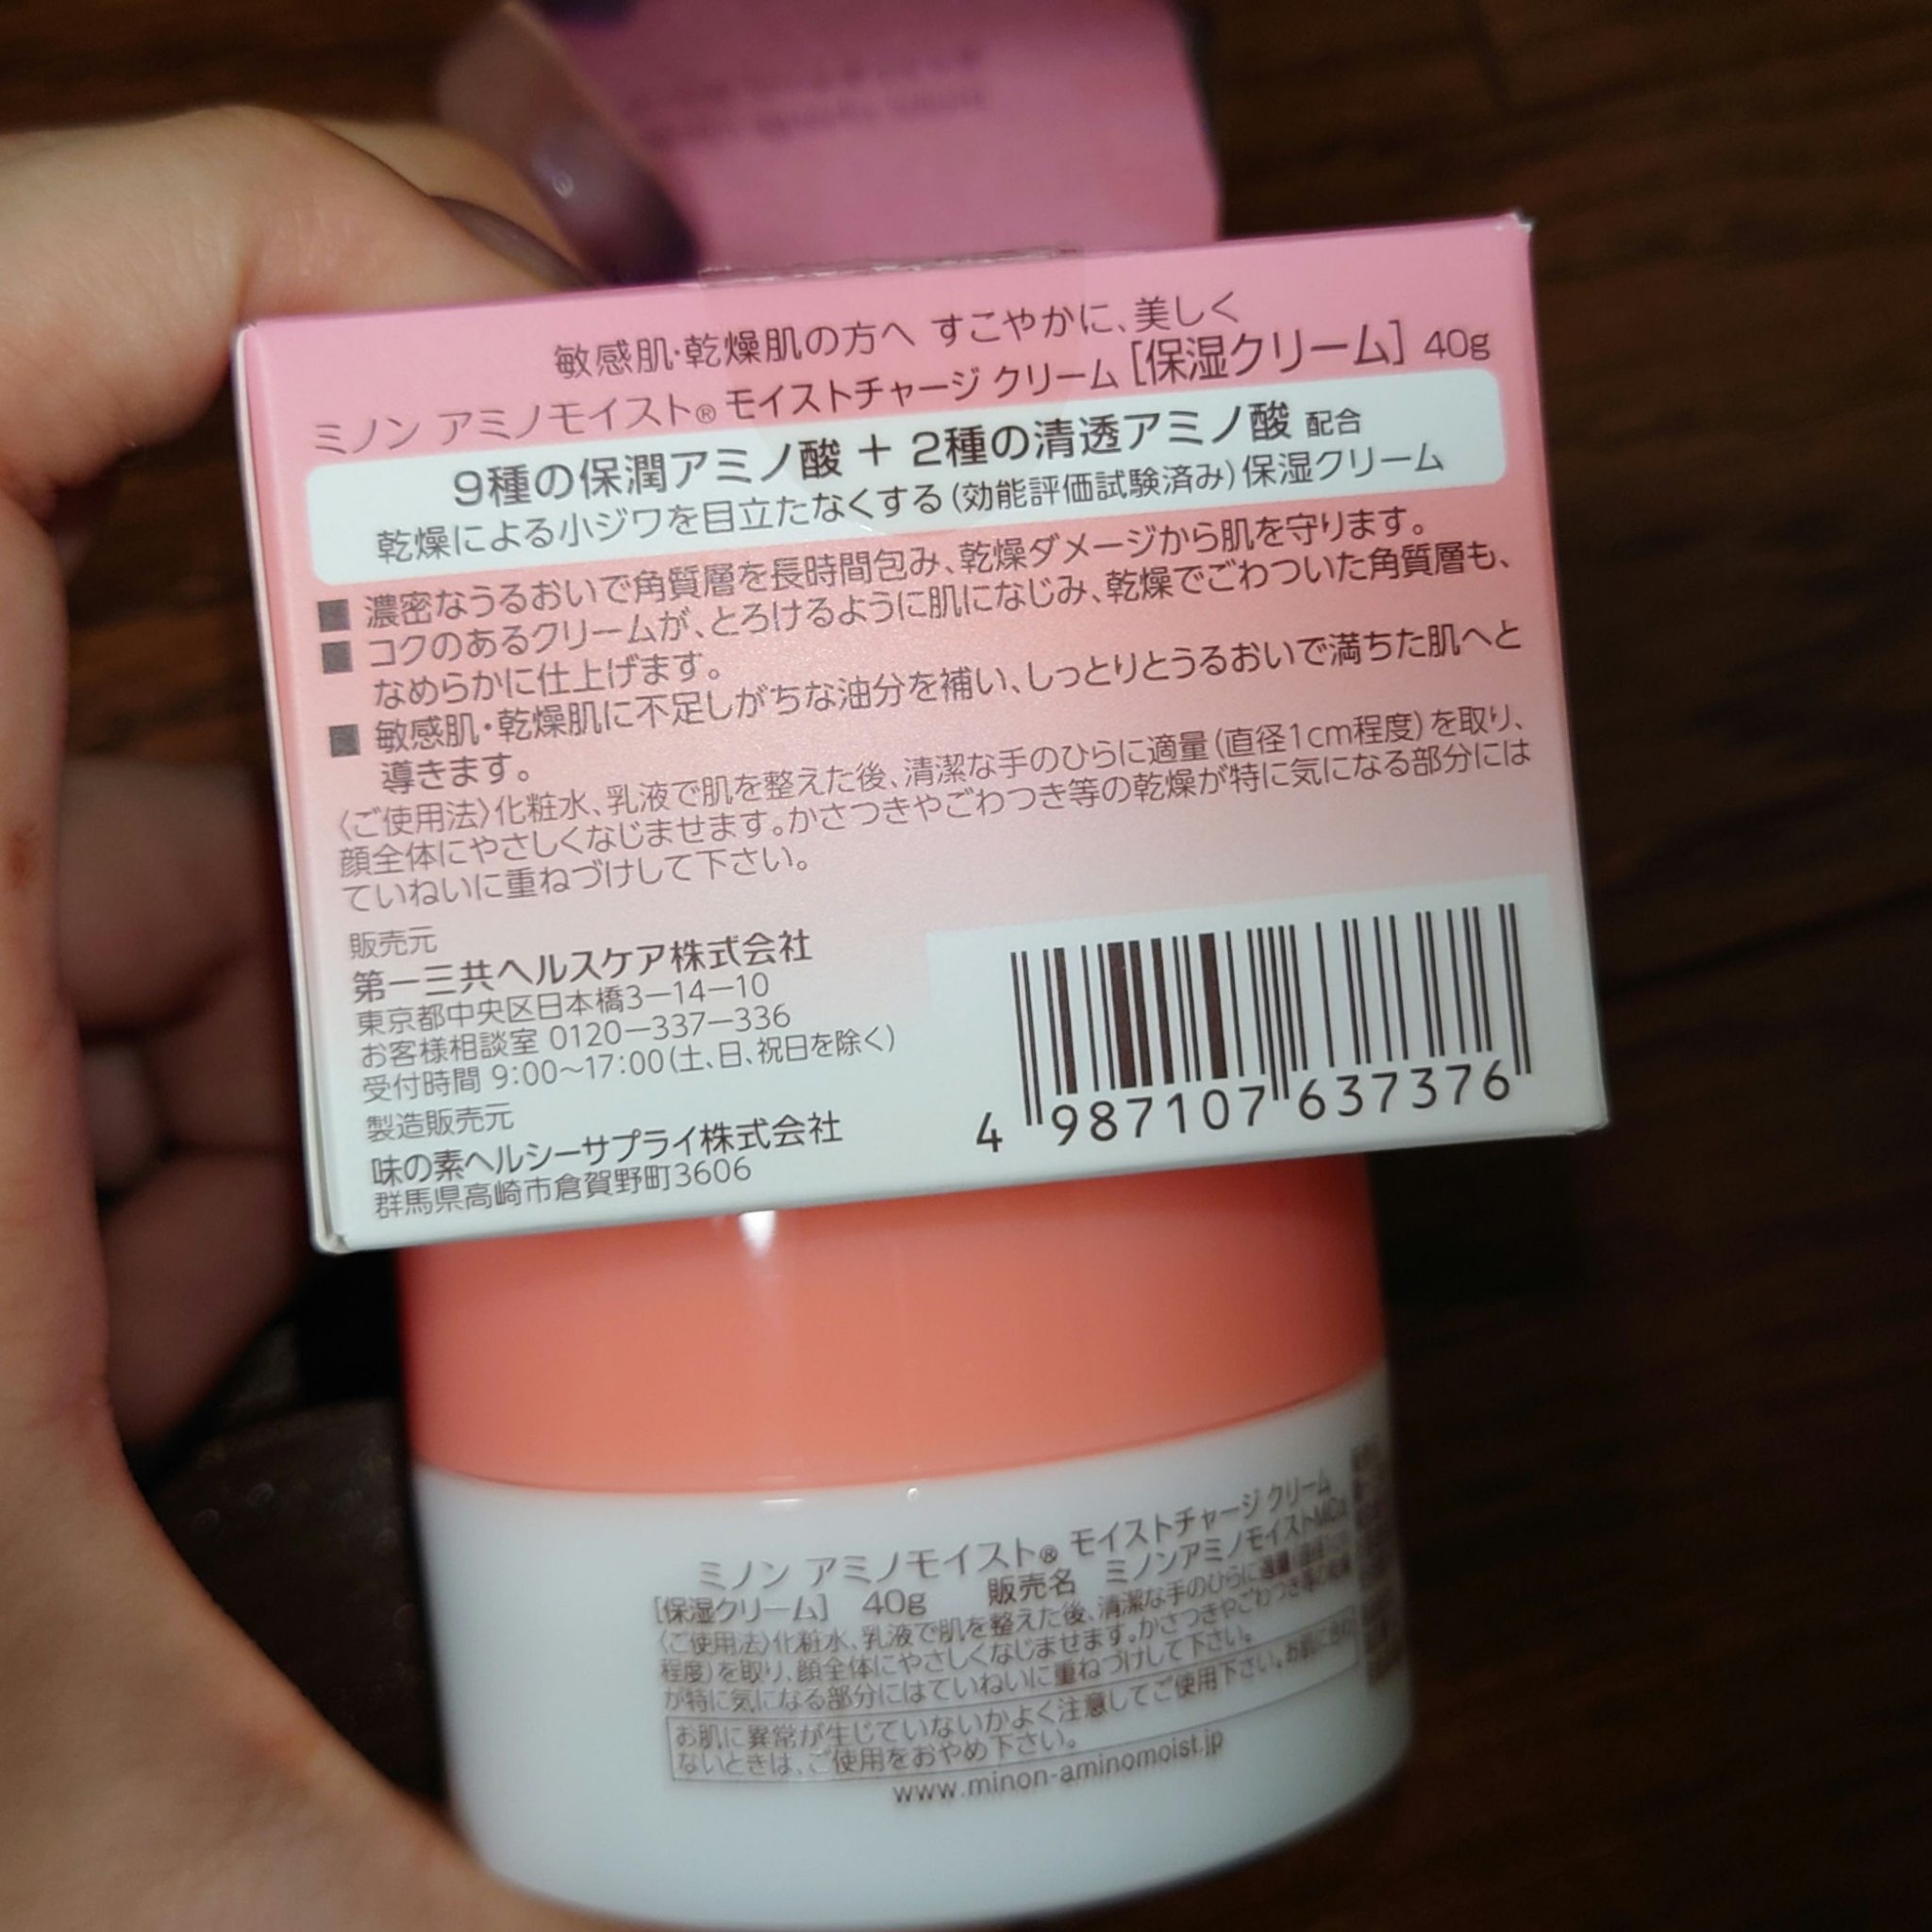 敏感肌・乾燥肌の方へ すこやかに、美しく
ミノン アミノモイスト® モイストチャージ クリーム [保湿クリーム] 40g
9種の保潤アミノ酸 + 2種の清透アミノ酸 配合
乾燥による小ジワを目立たなくする(効能評価試験済み)保湿クリーム
■ 濃密なうるおいで角質層を長時間包み、乾燥ダメージから肌を守ります。
■ コクのあるクリームが、とろけるように肌になじみ、乾燥でごわついた角質層も、
なめらかに仕上げます。
■ 敏感肌・乾燥肌に不足しがちな油分を補い、しっとりとうるおいで満ちた肌へと
導きます。
〈ご使用法〉化粧水、乳液で肌を整えた後、清潔な手のひらに適量(直径1cm程度)を取り、
顔全体にやさしくなじませます。かさつきやごわつき等の乾燥が特に気になる部分には
ていねいに重ねづけして下さい。
販売元
第一三共ヘルスケア株式会社
東京都中央区日本橋3-14-10
お客様相談室 0120-337-336
受付時間 9:00〜17:00(土、日、祝日を除く)
製造販売元
味の素ヘルシーサプライ株式会社
群馬県高崎市倉賀野町3606
4 987107 637376
ミノン アミノモイスト® モイストチャージ クリーム
[保湿クリーム] 40g 販売名 ミノンアミノモイストMCa
〈ご使用法〉化粧水、乳液で肌を整えた後、清潔な手のひらに適量
程度)を取り、顔全体にやさしくなじませます。かさつきやごわつき等の乾燥
が特に気になる部分にはていねいに重ねづけして下さい。
お肌に異常が生じていないかよく注意してご使用下さい。お肌に合わ
ないときは、ご使用をおやめ下さい。
www.minon-aminomoist.jp